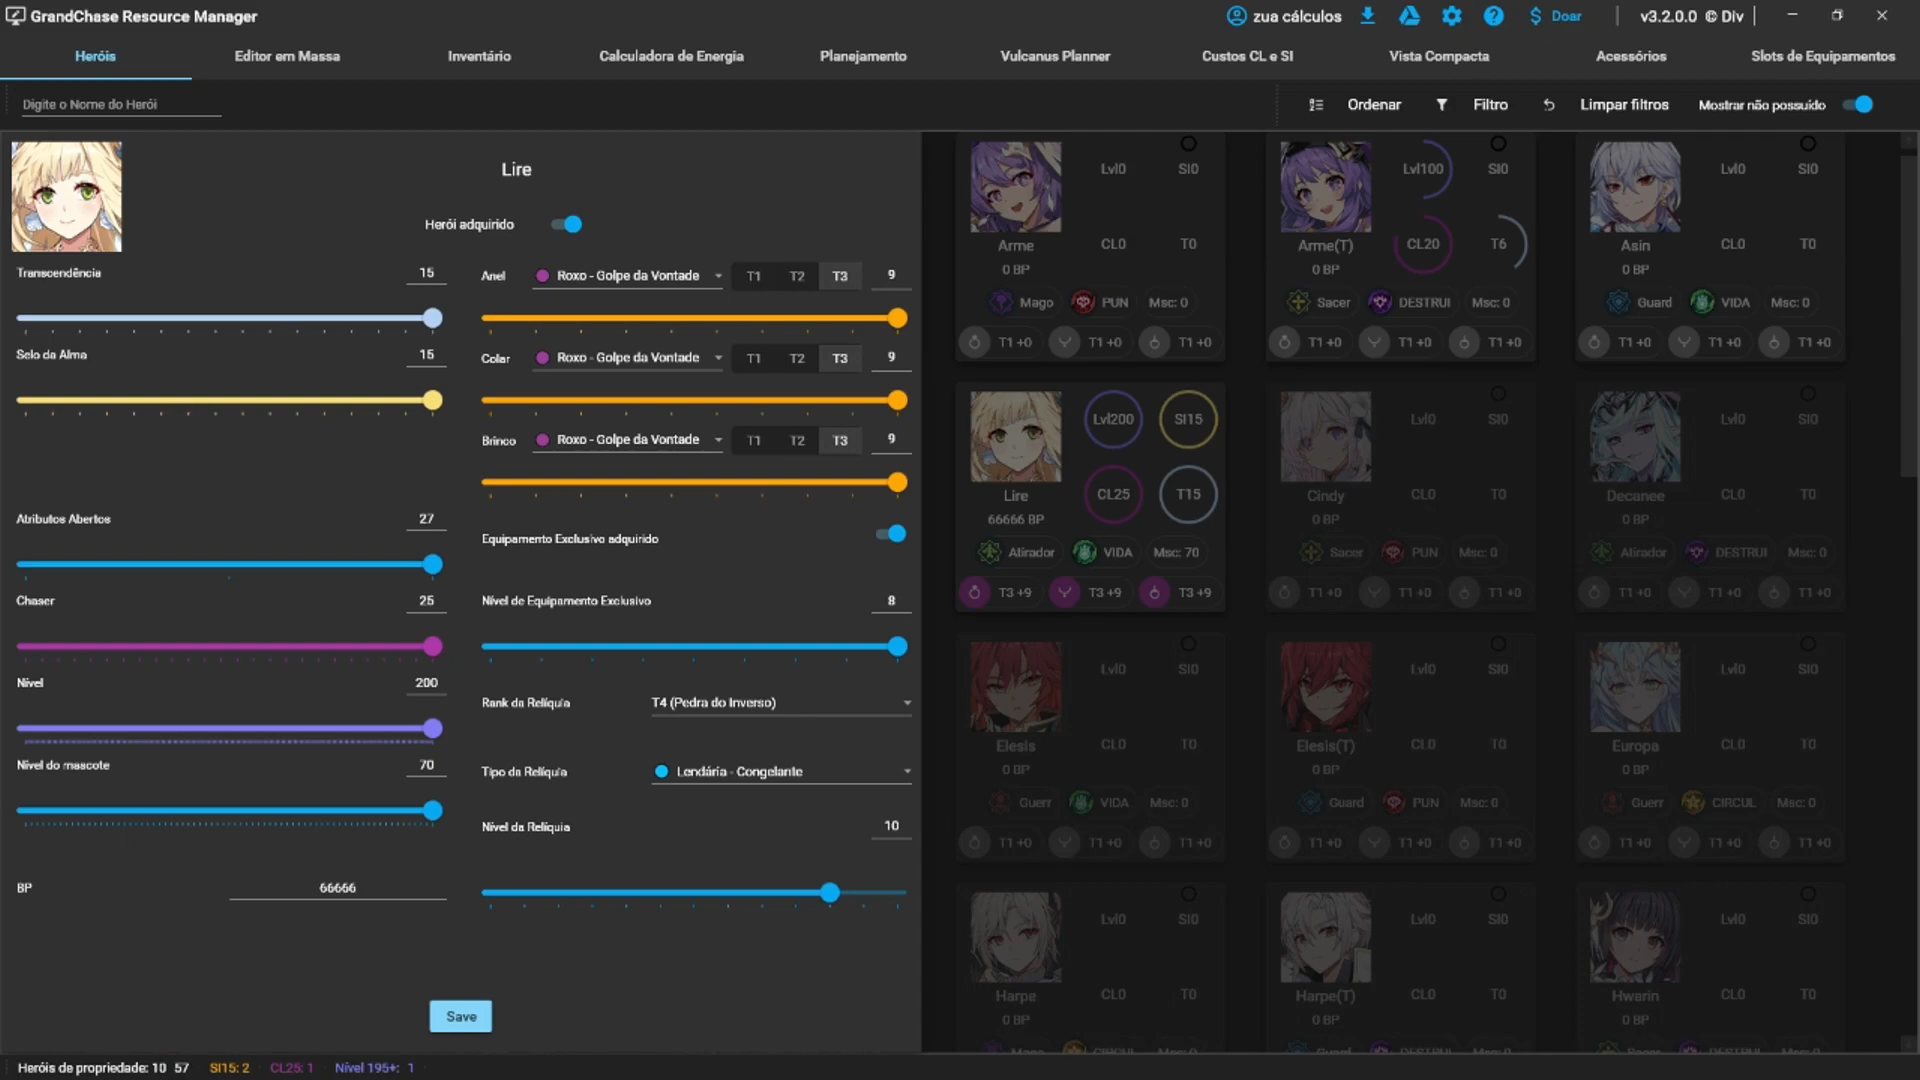 GrandChase Resource Manager
zua cálculos
Doar
v3.2.0.0 © Div
Heróis
Editor em Massa
Inventário
Calculadora de Energia
Planejamento
Vulcanus Planner
Custos CL e SI
Vista Compacta
Acessórios
Slots de Equipamentos
Digite o Nome do Herói
Ordenar
Filtro
Limpar filtros
Mostrar não possuído
Lire
Herói adquirido
Transcendência 15
Selo da Alma 15
Atributos Abertos 27
Chaser 25
Nível 200
Nível do mascote 70
BP 66666
Anel Roxo - Golpe da Vontade T1 T2 T3 9
Colar Roxo - Golpe da Vontade T1 T2 T3 9
Brinco Roxo - Golpe da Vontade T1 T2 T3 9
Equipamento Exclusivo adquirido
Nível de Equipamento Exclusivo 8
Rank da Relíquia T4 (Pedra do Inverso)
Tipo da Relíquia Lendária - Congelante
Nível da Relíquia 10
Save
Lvl0 SI0
Arme CL0 T0
0 BP
Mago PUN Msc: 0
T1 +0 T1 +0 T1 +0
Lvl100 SI0
Arme(T) CL20 T6
0 BP
Sacer DESTRUI Msc: 0
T1 +0 T1 +0 T1 +0
Lvl0 SI0
Asin CL0 T0
0 BP
Guard VIDA Msc: 0
T1 +0 T1 +0 T1 +0
Lvl200 SI15
Lire CL25 T15
66666 BP
Atirador VIDA Msc: 70
T3 +9 T3 +9 T3 +9
Lvl0 SI0
Cindy CL0 T0
0 BP
Sacer PUN Msc: 0
T1 +0 T1 +0 T1 +0
Lvl0 SI0
Decanee CL0 T0
0 BP
Atirador DESTRUI Msc: 0
T1 +0 T1 +0 T1 +0
Lvl0 SI0
Elesis CL0 T0
0 BP
Guerr VIDA Msc: 0
T1 +0 T1 +0 T1 +0
Lvl0 SI0
Elesis(T) CL0 T0
0 BP
Guard PUN Msc: 0
T1 +0 T1 +0 T1 +0
Lvl0 SI0
Europa CL0 T0
0 BP
Guerr CIRCUL Msc: 0
T1 +0 T1 +0 T1 +0
Lvl0 SI0
Harpe CL0 T0
0 BP
Mago CIRCUL Msc: 0
Lvl0 SI0
Harpe(T) CL0 T0
0 BP
Guard DESTRUI Msc: 0
Lvl0 SI0
Hwarin CL0 T0
0 BP
Sacer DESTRUI Msc: 0
Heróis de propriedade: 10 57 SI15: 2 CL25: 1 Nível 195+: 1